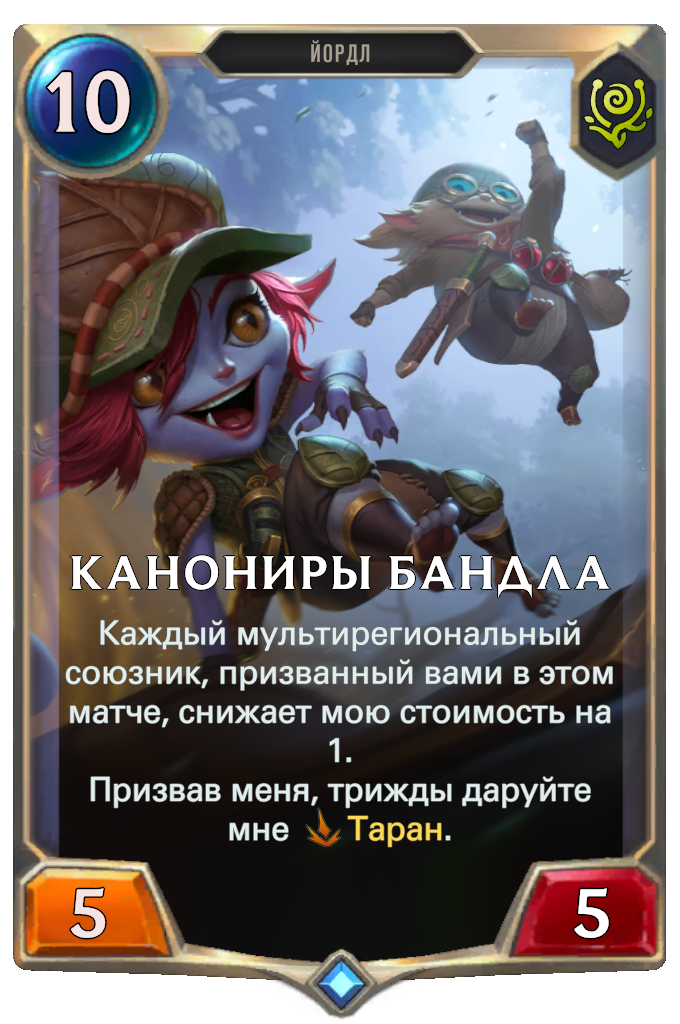 10
ЙОРДЛ
КАНОНИРЫ БАНДЛА
Каждый мультирегиональный
союзник, призванный вами в этом
матче, снижает мою стоимость на
1.
Призвав меня, трижды даруйте
мне Таран.
5
5